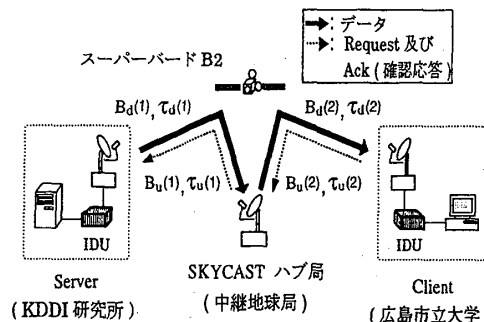 →: データ
スーパーバード B2
⇢: Request 及び
Ack (確認応答)
Bd(1), τd(1)
Bd(2), τd(2)
Bu(1), τu(1)
Bu(2), τu(2)
IDU
IDU
Server
SKYCAST ハブ局
Client
(KDDI 研究所)
(中継地球局)
(広島市立大学